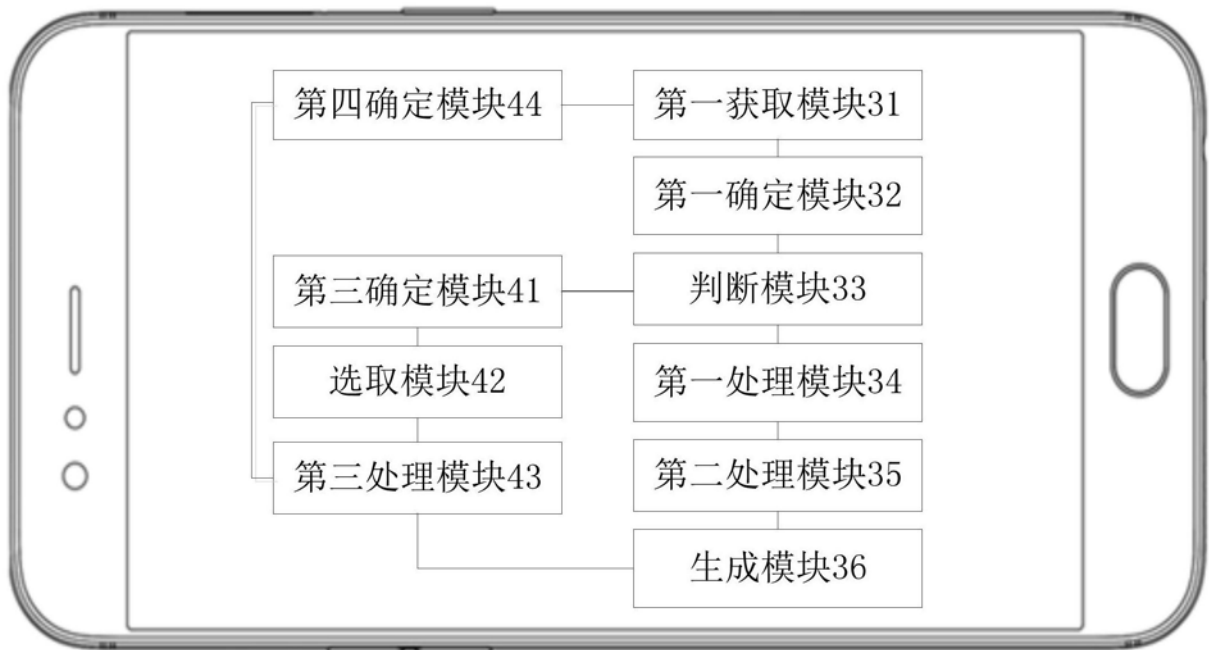 第四确定模块44
第一获取模块31
第一确定模块32
第三确定模块41
判断模块33
选取模块42
第一处理模块34
第三处理模块43
第二处理模块35
生成模块36